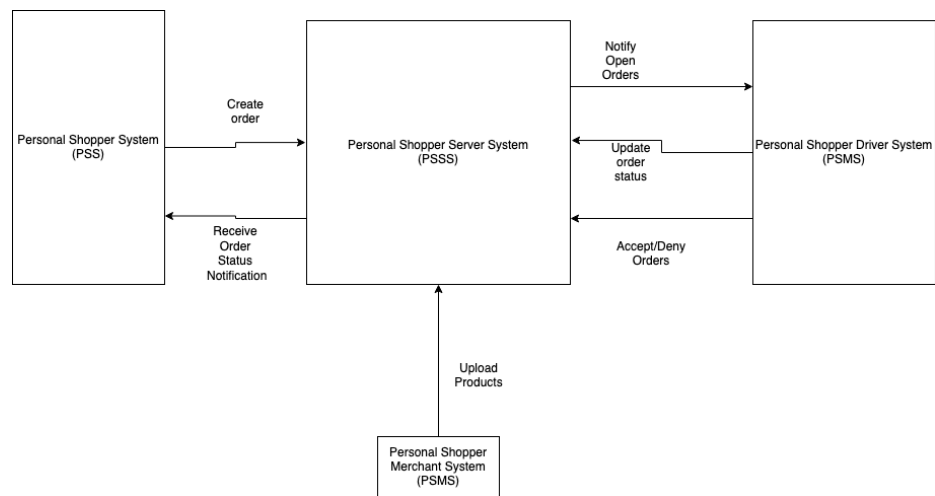 Notify
Open
Orders
Create
order
Personal Shopper System
(PSS)
Personal Shopper Server System
(PSSS)
Update
order
status
Personal Shopper Driver System
(PSMS)
Receive
Order
Status
Notification
Accept/Deny
Orders
Upload
Products
Personal Shopper
Merchant System
(PSMS)